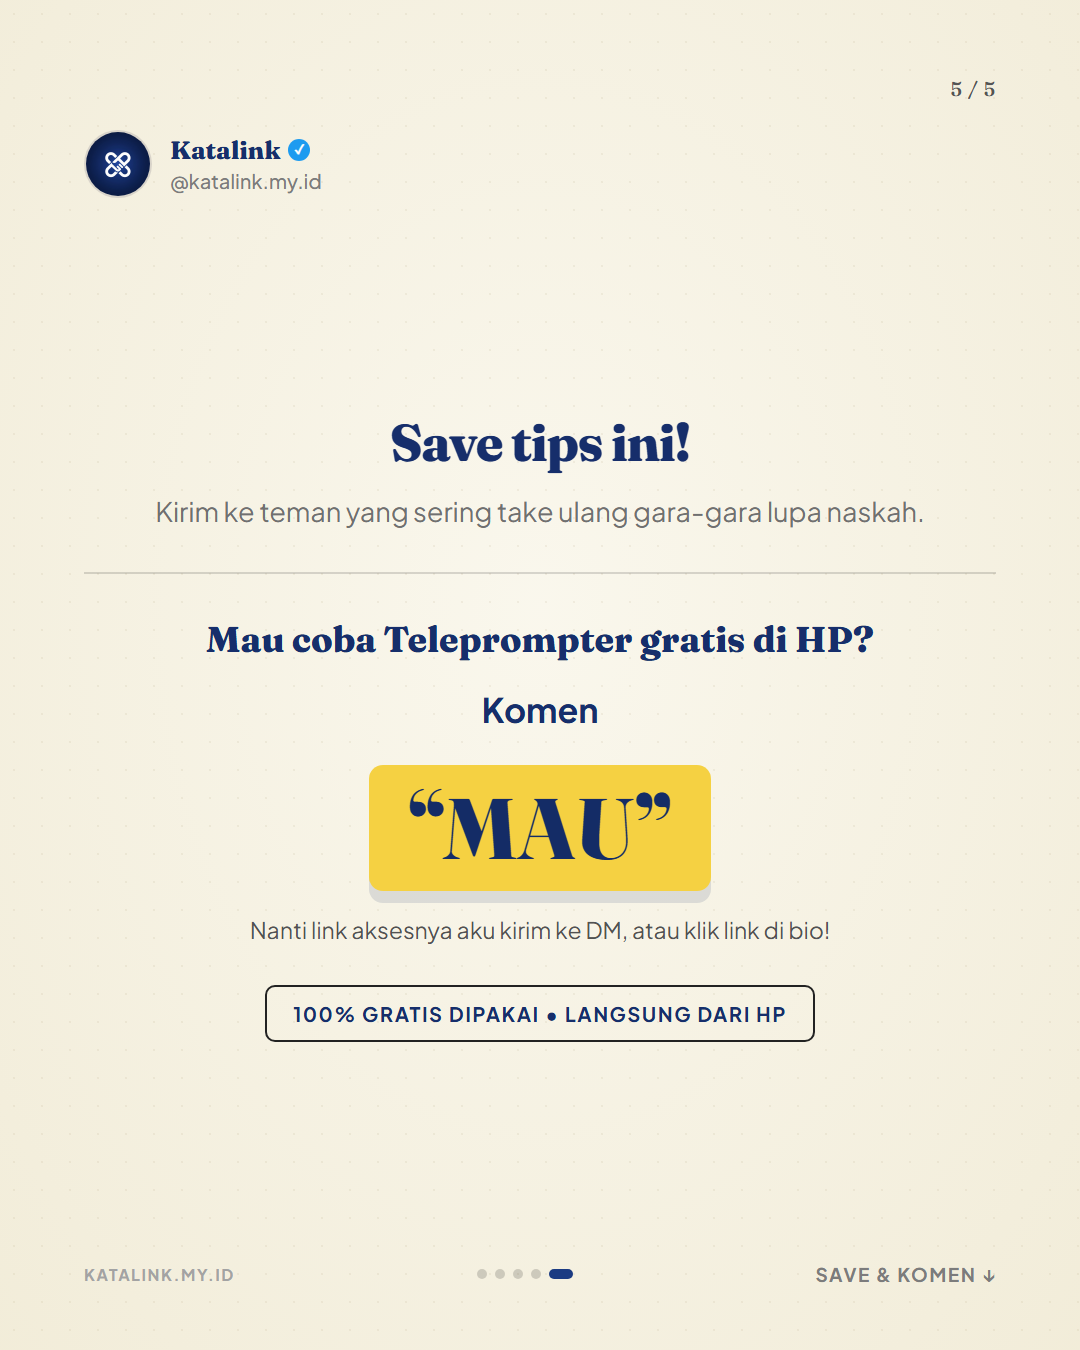 5 / 5
Katalink
@katalink.my.id
Save tips ini!
Kirim ke teman yang sering take ulang gara-gara lupa naskah.
Mau coba Teleprompter gratis di HP?
Komen
“MAU”
Nanti link aksesnya aku kirim ke DM, atau klik link di bio!
100% GRATIS DIPAKAI • LANGSUNG DARI HP
KATALINK.MY.ID
SAVE & KOMEN ↓